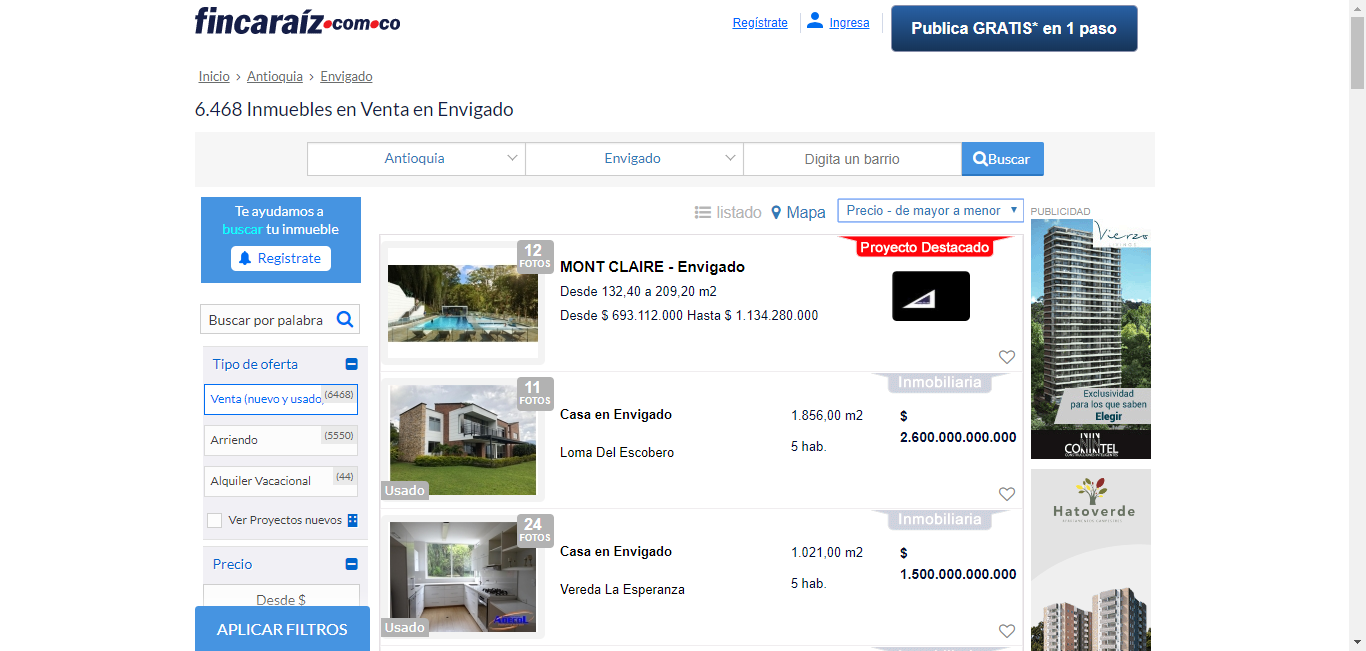 fincaraíz.com.co
Regístrate
Ingresa
Publica GRATIS* en 1 paso
Inicio › Antioquia › Envigado
6.468 Inmuebles en Venta en Envigado
Antioquia
Envigado
Digita un barrio
Buscar
Te ayudamos a
buscar tu inmueble
Registrate
listado
Mapa
Precio - de mayor a menor
PUBLICIDAD
Buscar por palabra
Tipo de oferta
Venta (nuevo y usado) (6468)
Arriendo (5550)
Alquiler Vacacional (44)
Ver Proyectos nuevos
Precio
Desde $
APLICAR FILTROS
12
FOTOS
MONT CLAIRE - Envigado
Desde 132,40 a 209,20 m2
Desde $ 693.112.000 Hasta $ 1.134.280.000
Proyecto Destacado
11
FOTOS
Usado
Casa en Envigado
Loma Del Escobero
1.856,00 m2
5 hab.
Inmobiliaria
$
2.600.000.000.000
24
FOTOS
Usado
Casa en Envigado
Vereda La Esperanza
1.021,00 m2
5 hab.
Inmobiliaria
$
1.500.000.000.000
Inmobiliaria
Vierzo
Exclusividad
para los que saben
Elegir
CONINTEL
Hatoverde